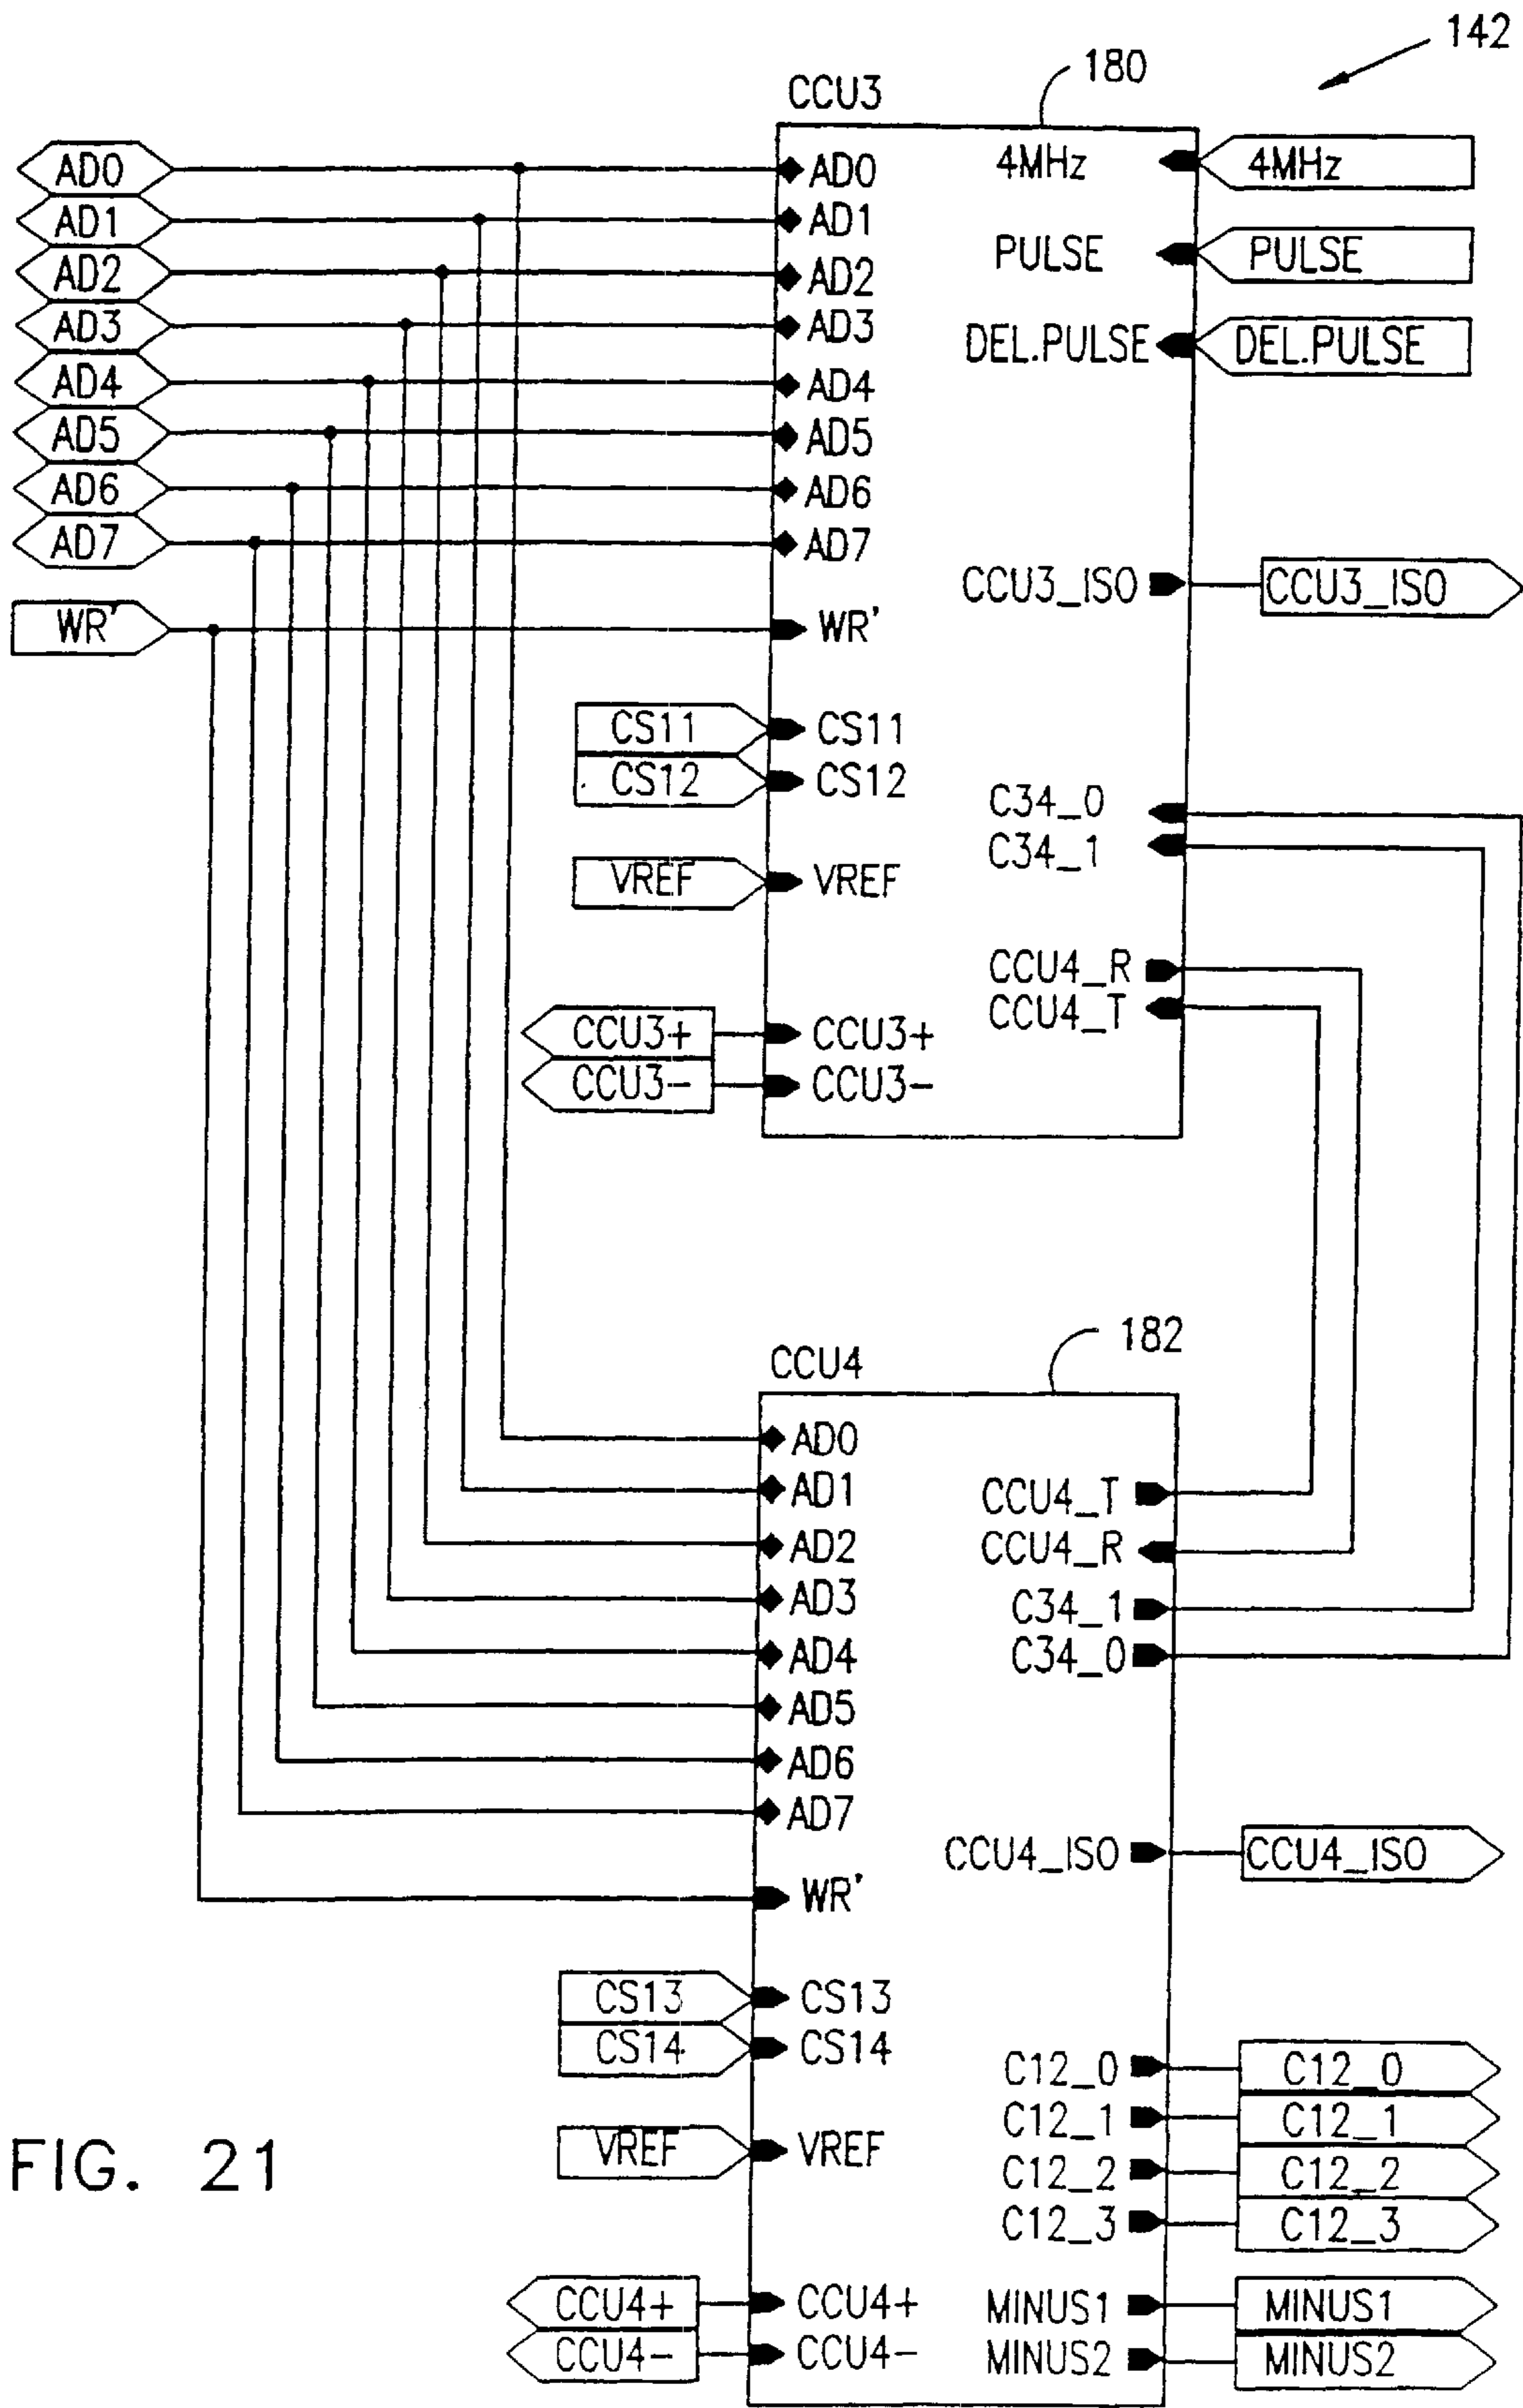 142
180
CCU3
AD0 AD0 4MHz 4MHz
AD1 AD1
AD2 AD2 PULSE PULSE
AD3 AD3 DEL.PULSE DEL.PULSE
AD4 AD4
AD5 AD5
AD6 AD6
AD7 AD7
CCU3_ISO CCU3_ISO
WR' WR'
CS11 CS11
CS12 CS12
C34_0
C34_1
VREF VREF
CCU4_R
CCU4_T
CCU3+ CCU3+
CCU3- CCU3-
182
CCU4
AD0
AD1 CCU4_T
AD2 CCU4_R
AD3 C34_1
AD4 C34_0
AD5
AD6
AD7
CCU4_ISO CCU4_ISO
WR'
CS13 CS13
CS14 CS14
C12_0 C12_0
C12_1 C12_1
VREF VREF
C12_2 C12_2
C12_3 C12_3
CCU4+ CCU4+ MINUS1 MINUS1
CCU4- CCU4- MINUS2 MINUS2
FIG. 21